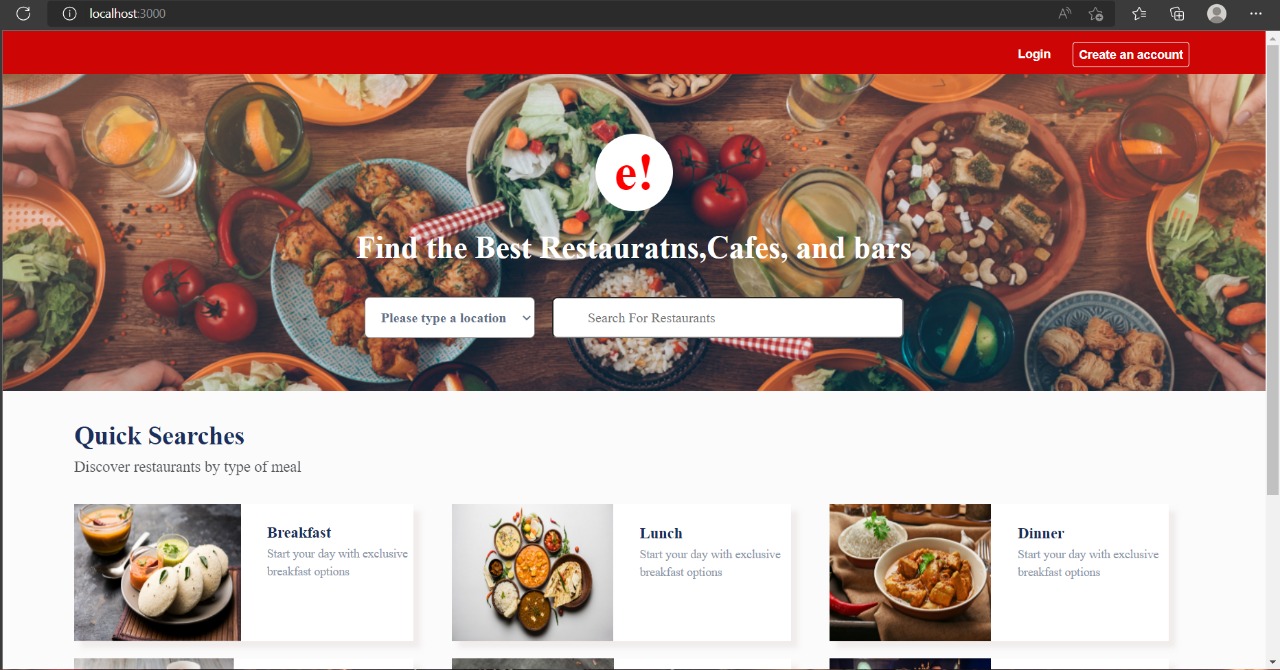 localhost:3000
Login
Create an account
e!
Find the Best Restauratns,Cafes, and bars
Please type a location
Search For Restaurants
Quick Searches
Discover restaurants by type of meal
Breakfast
Start your day with exclusive
breakfast options
Lunch
Start your day with exclusive
breakfast options
Dinner
Start your day with exclusive
breakfast options